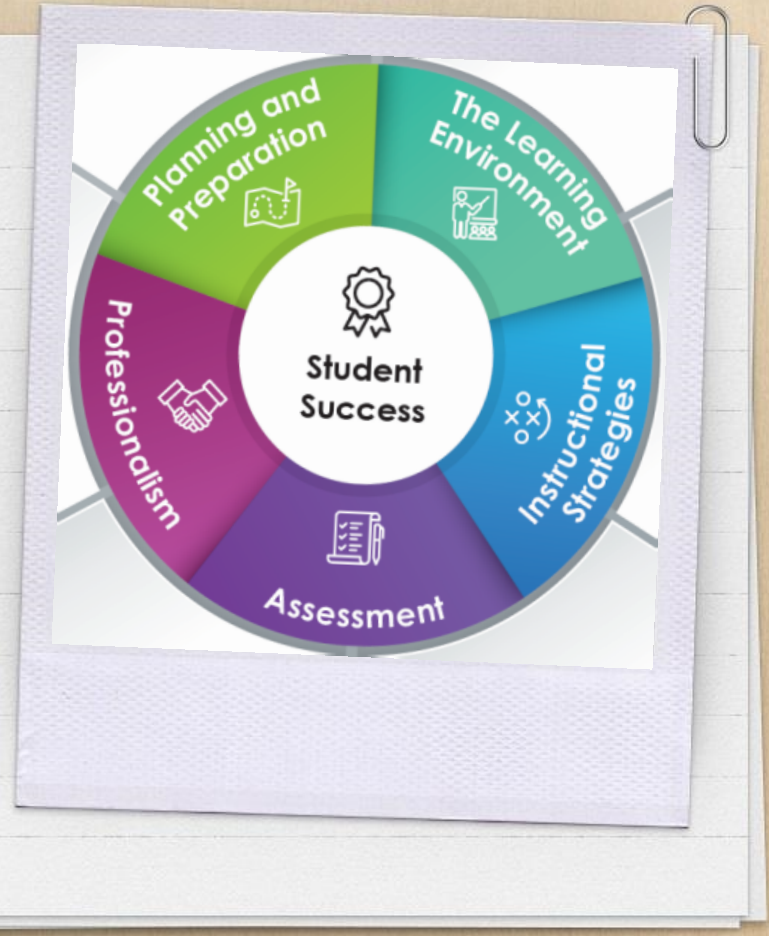 Planning and
Preparation
The Learning
Environment
Instructional
Strategies
Assessment
Professionalism
Student
Success